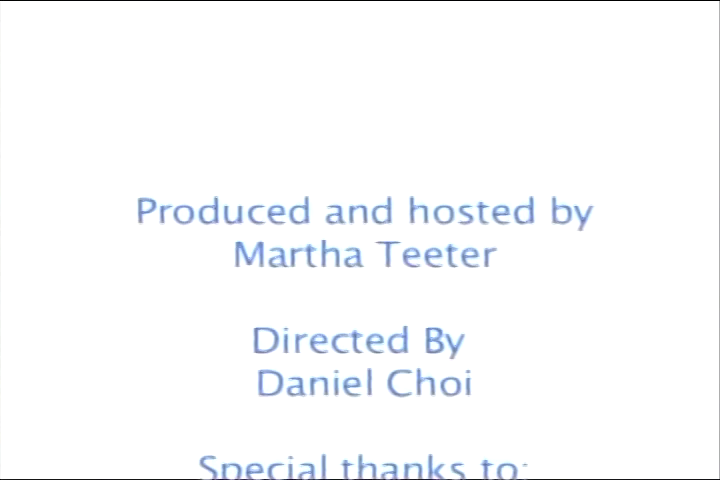 Produced and hosted by
Martha Teeter
Directed By
Daniel Choi
Special thanks to: